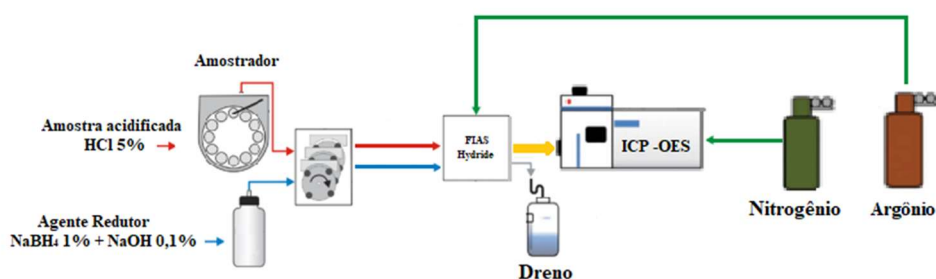 Amostrador
Amostra acidificada
HCl 5%
Agente Redutor
NaBH₄ 1% + NaOH 0,1%
FIAS
Hydride
ICP -OES
Dreno
Nitrogênio
Argônio